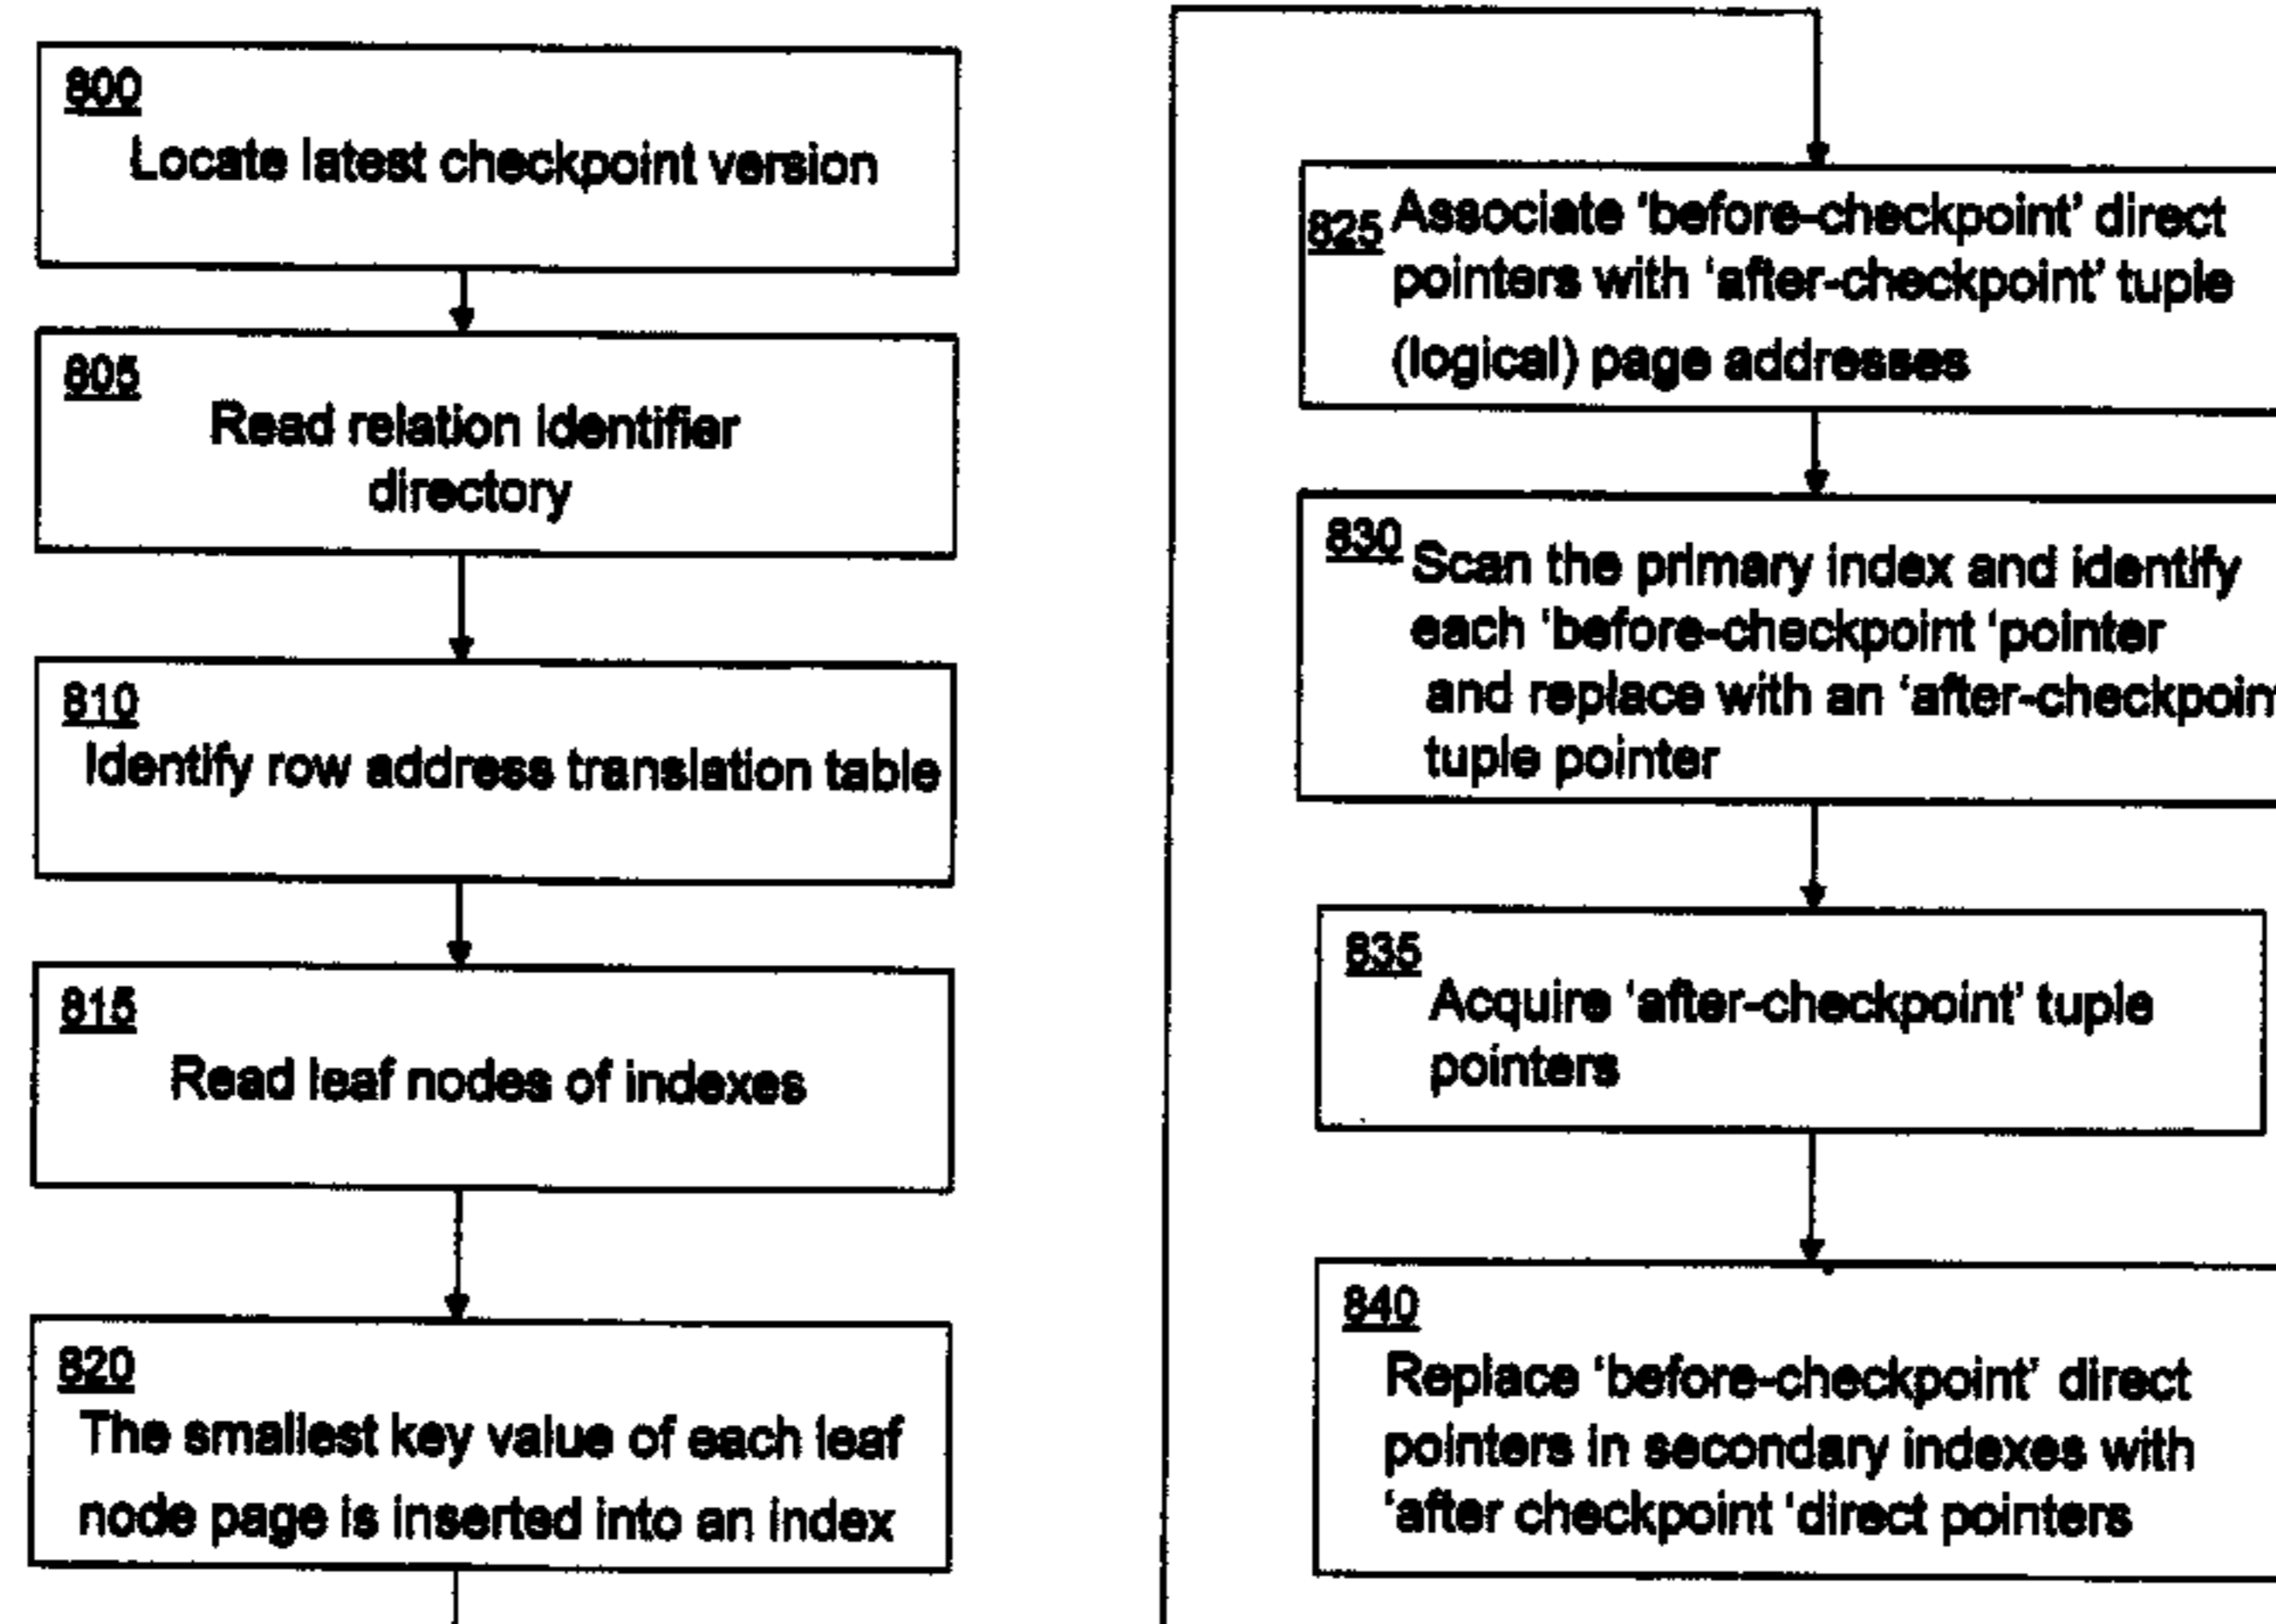 800
Locate latest checkpoint version
805
Read relation identifier
directory
810
Identify row address translation table
815
Read leaf nodes of indexes
820
The smallest key value of each leaf
node page is inserted into an index
825 Associate 'before-checkpoint' direct
pointers with 'after-checkpoint' tuple
(logical) page addresses
830
Scan the primary index and identify
each 'before-checkpoint 'pointer
and replace with an 'after-checkpoint
tuple pointer
835
Acquire 'after-checkpoint' tuple
pointers
840
Replace 'before-checkpoint' direct
pointers in secondary indexes with
'after checkpoint 'direct pointers